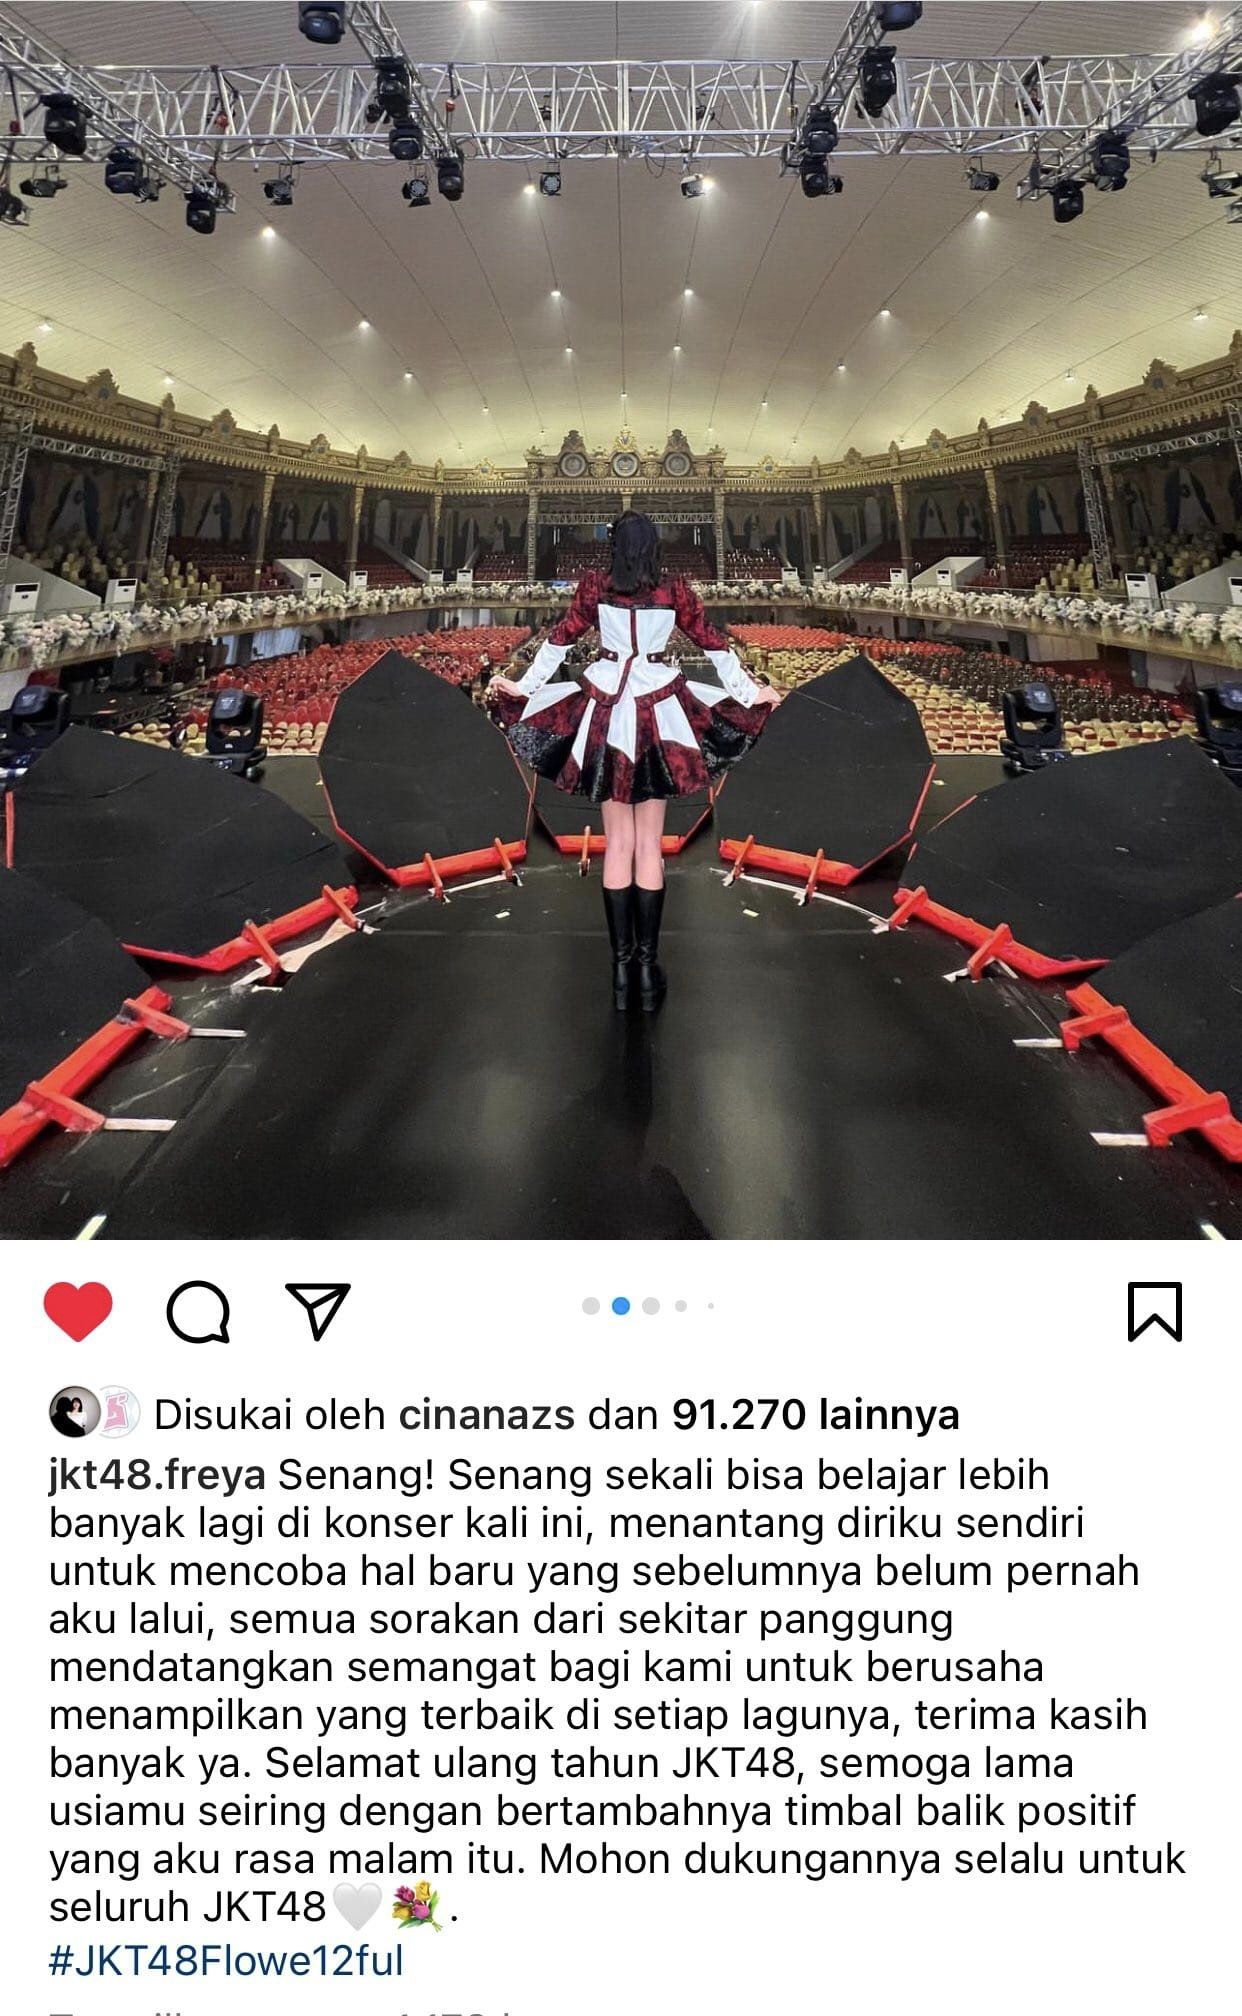 Disukai oleh cinanazs dan 91.270 lainnya
jkt48.freya Senang! Senang sekali bisa belajar lebih
banyak lagi di konser kali ini, menantang diriku sendiri
untuk mencoba hal baru yang sebelumnya belum pernah
aku lalui, semua sorakan dari sekitar panggung
mendatangkan semangat bagi kami untuk berusaha
menampilkan yang terbaik di setiap lagunya, terima kasih
banyak ya. Selamat ulang tahun JKT48, semoga lama
usiamu seiring dengan bertambahnya timbal balik positif
yang aku rasa malam itu. Mohon dukungannya selalu untuk
seluruh JKT48🤍💐.
#JKT48Flowe12ful